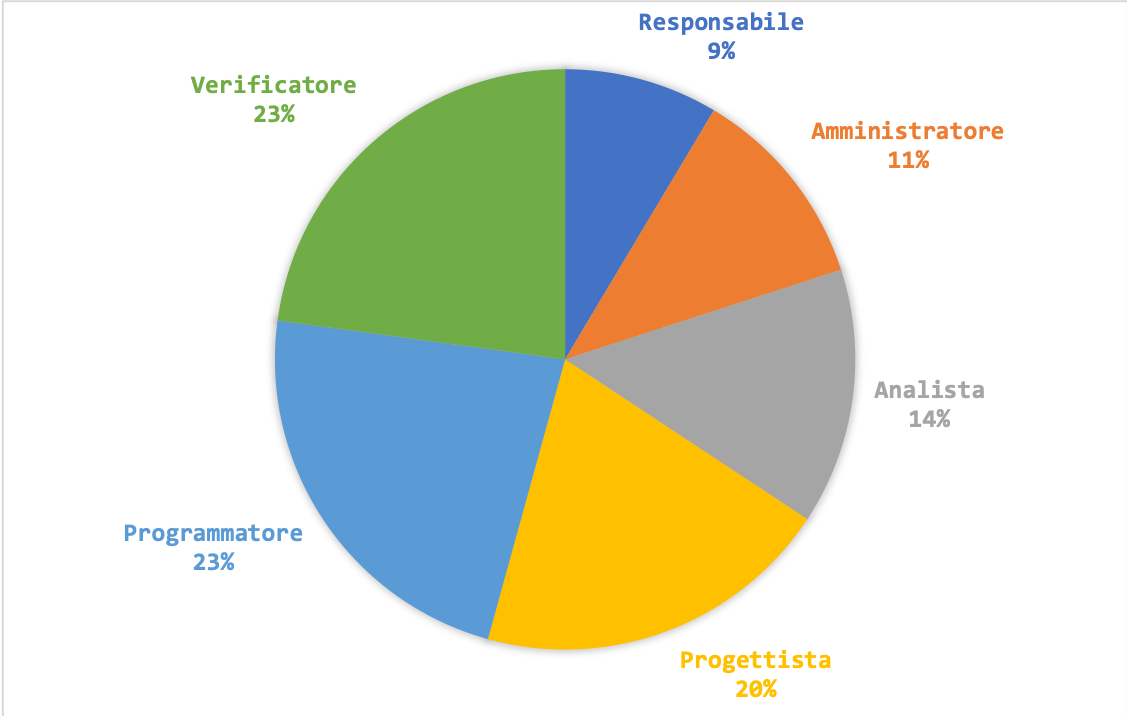 Responsabile
9%
Amministratore
11%
Analista
14%
Progettista
20%
Programmatore
23%
Verificatore
23%